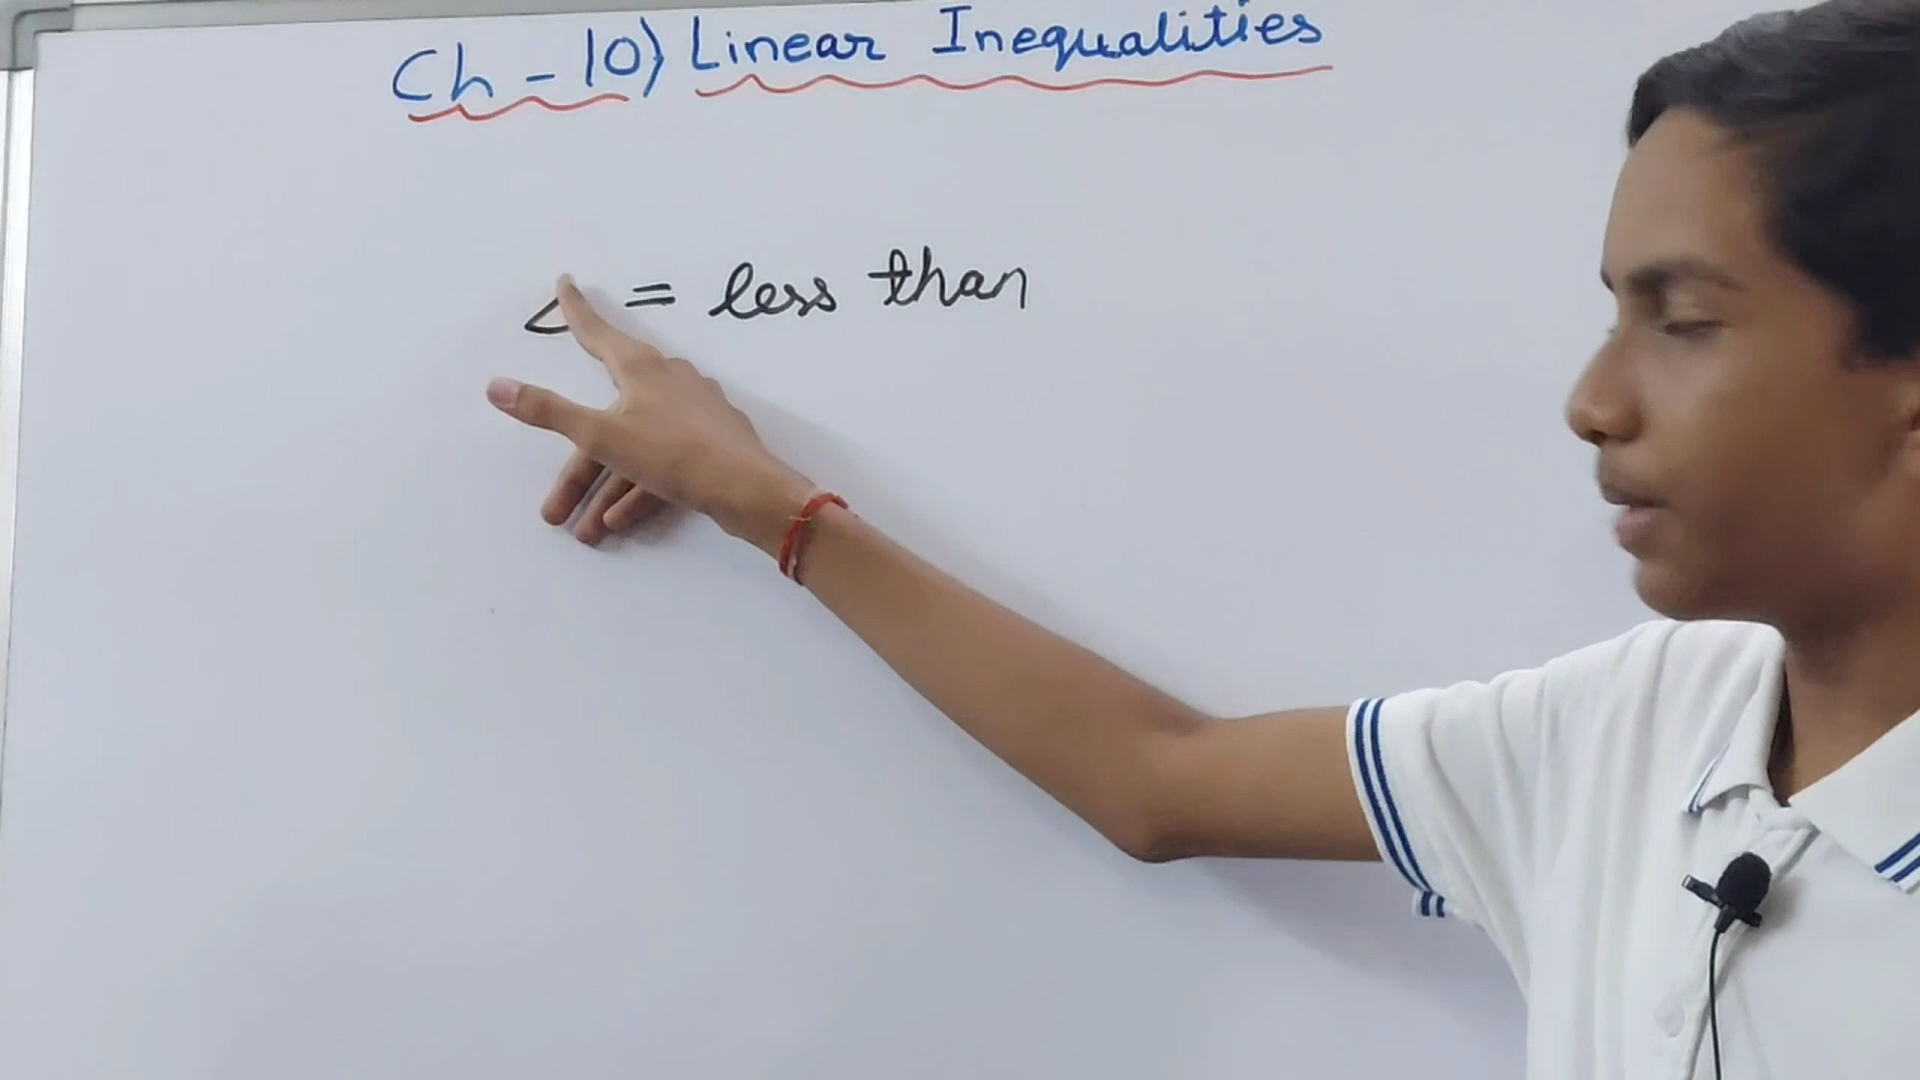 Ch - 10) Linear Inequalities
< = less than